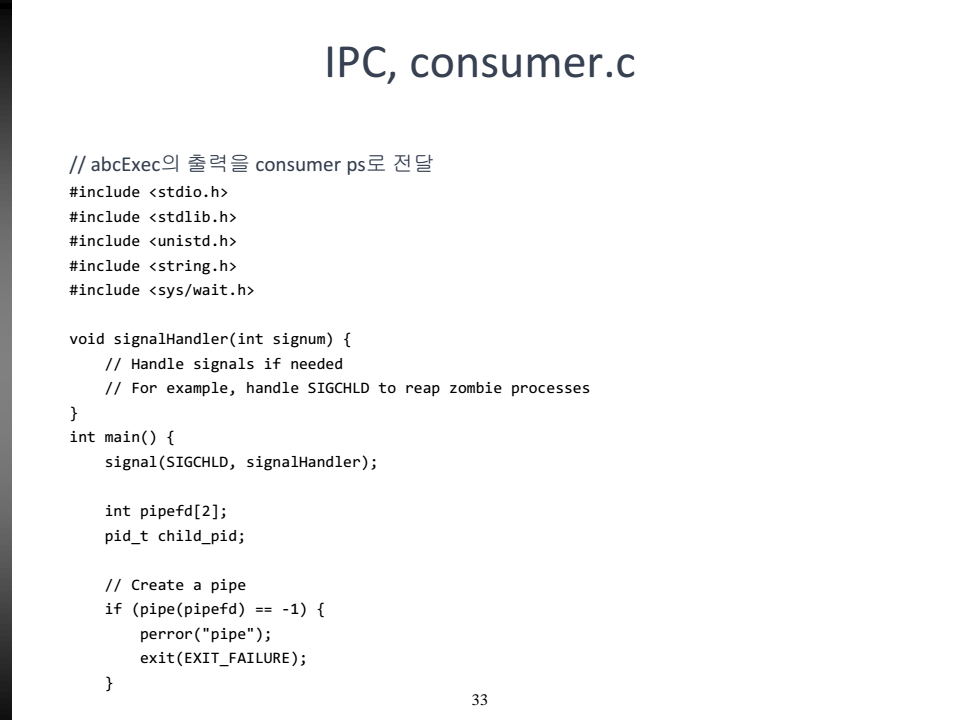 IPC, consumer.c
// abcExec의 출력을 consumer ps로 전달
#include <stdio.h>
#include <stdlib.h>
#include <unistd.h>
#include <string.h>
#include <sys/wait.h>

void signalHandler(int signum) {
    // Handle signals if needed
    // For example, handle SIGCHLD to reap zombie processes
}
int main() {
    signal(SIGCHLD, signalHandler);

    int pipefd[2];
    pid_t child_pid;

    // Create a pipe
    if (pipe(pipefd) == -1) {
        perror("pipe");
        exit(EXIT_FAILURE);
    }
33